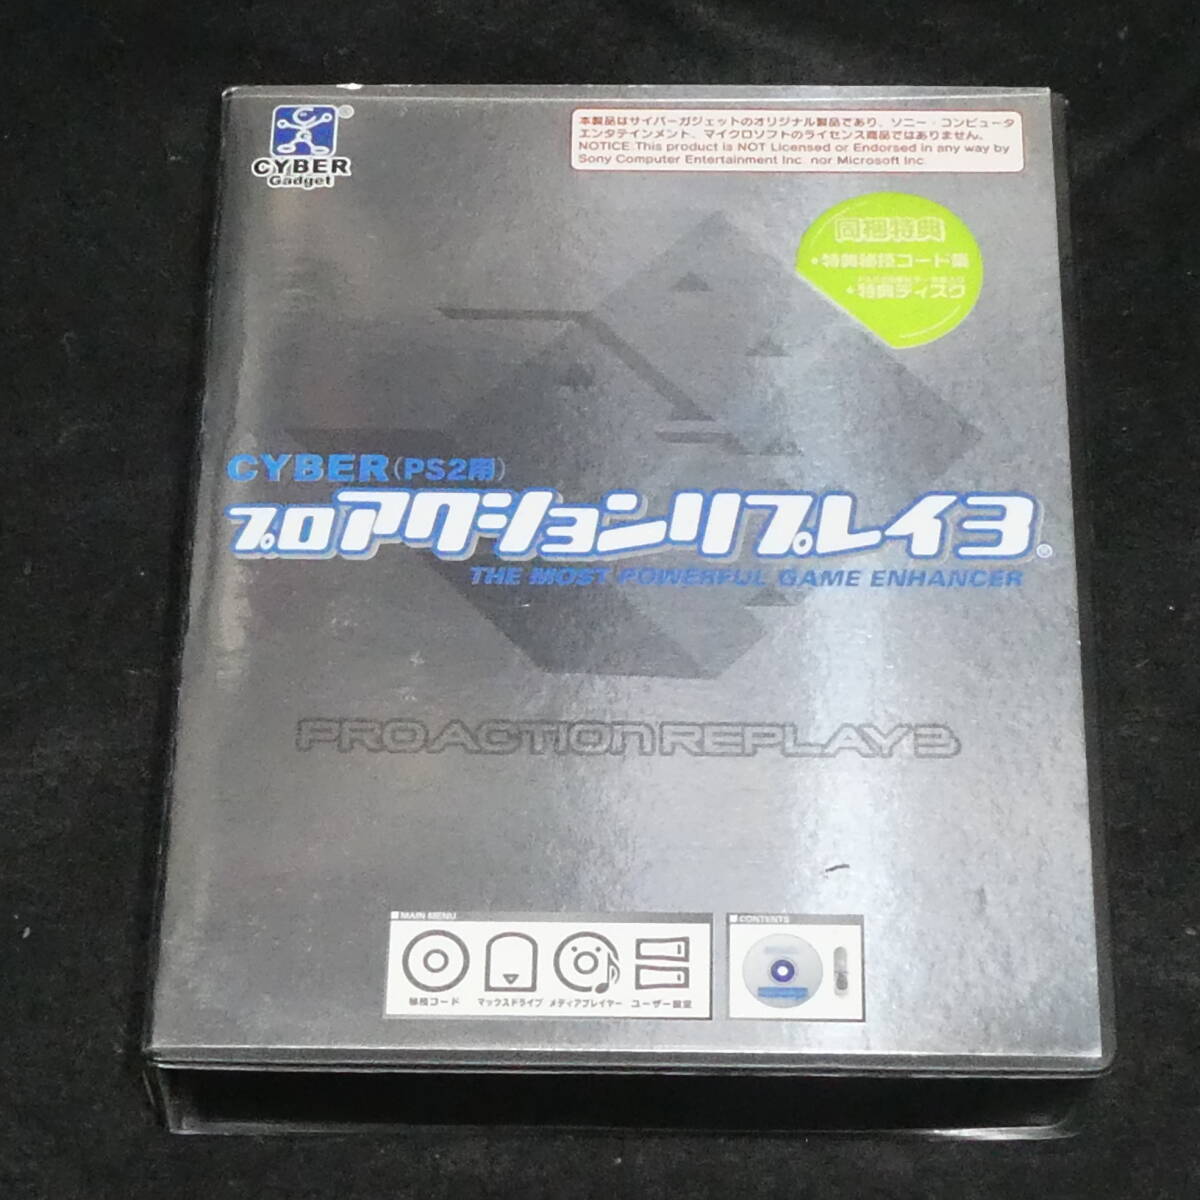 CYBER
Gadget
本製品はサイバーガジェットのオリジナル製品であり、ソニー・コンピュータ
エンタテインメント、マイクロソフトのライセンス商品ではありません。
NOTICE:This product is NOT Licensed or Endorsed in any way by
Sony Computer Entertainment Inc. nor Microsoft Inc.
同梱特典
・特典秘技コード集
・特典ディスク
CYBER(PS2用)
プロアクションリプレイ3®
THE MOST POWERFUL GAME ENHANCER
PRO ACTION REPLAY 3
■MAIN MENU
秘技コード
マックスドライブ
メディアプレイヤー
ユーザー設定
■CONTENTS